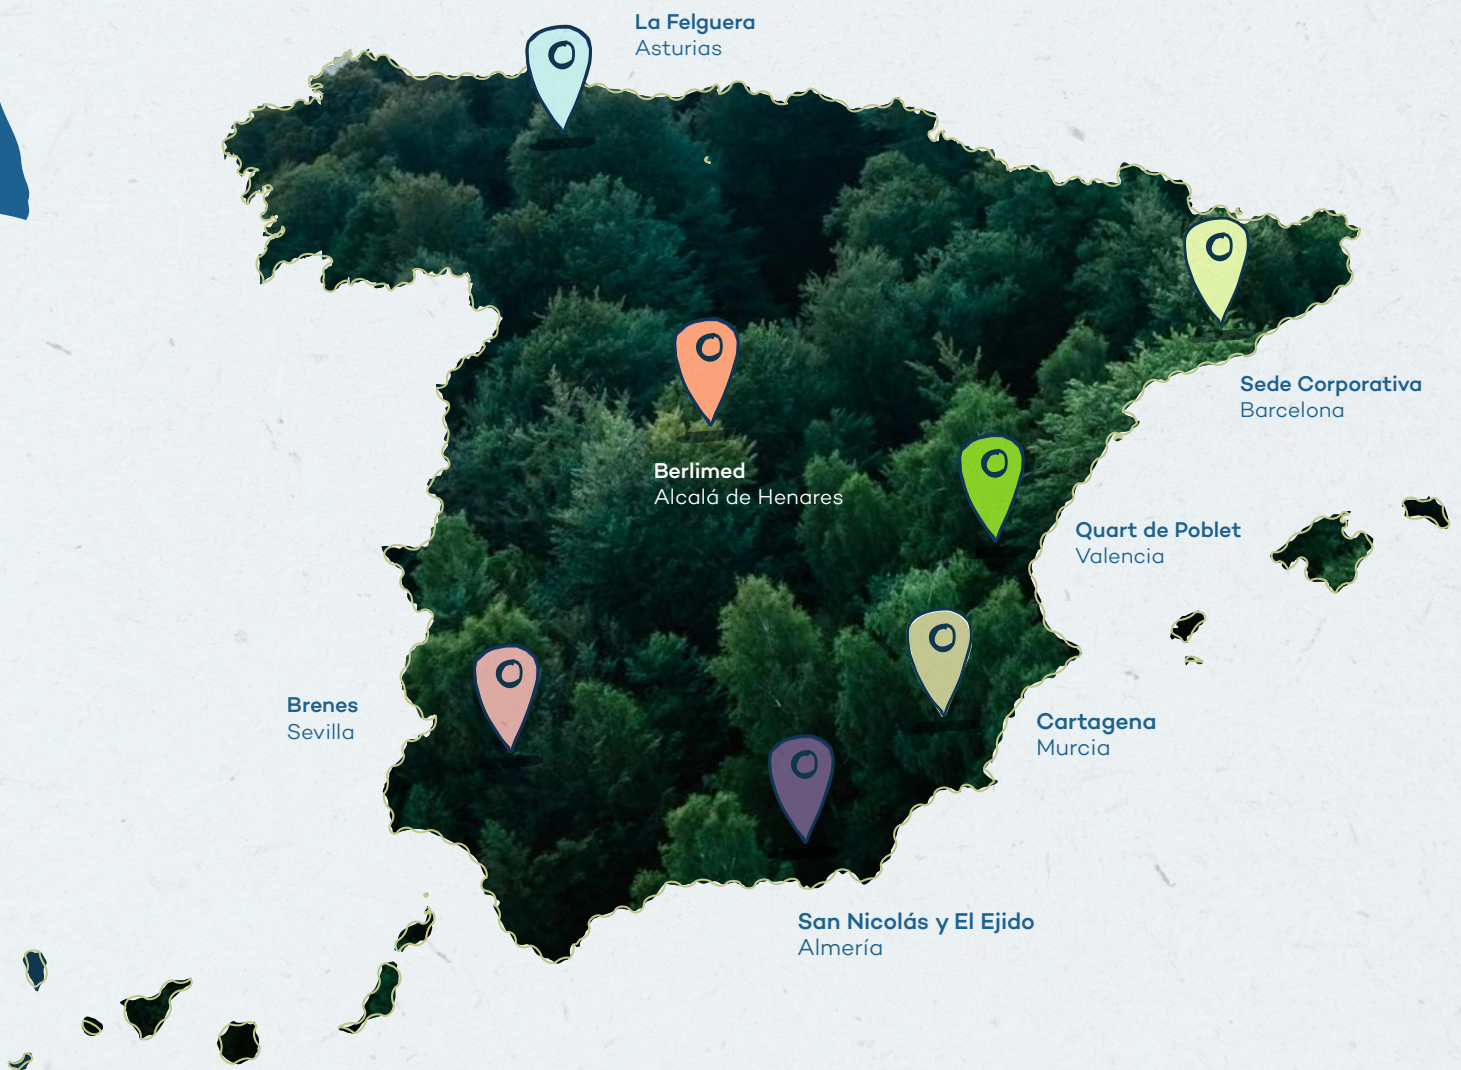 La Felguera
Asturias
Sede Corporativa
Barcelona
Berlimed
Alcalá de Henares
Quart de Poblet
Valencia
Brenes
Sevilla
Cartagena
Murcia
San Nicolás y El Ejido
Almería